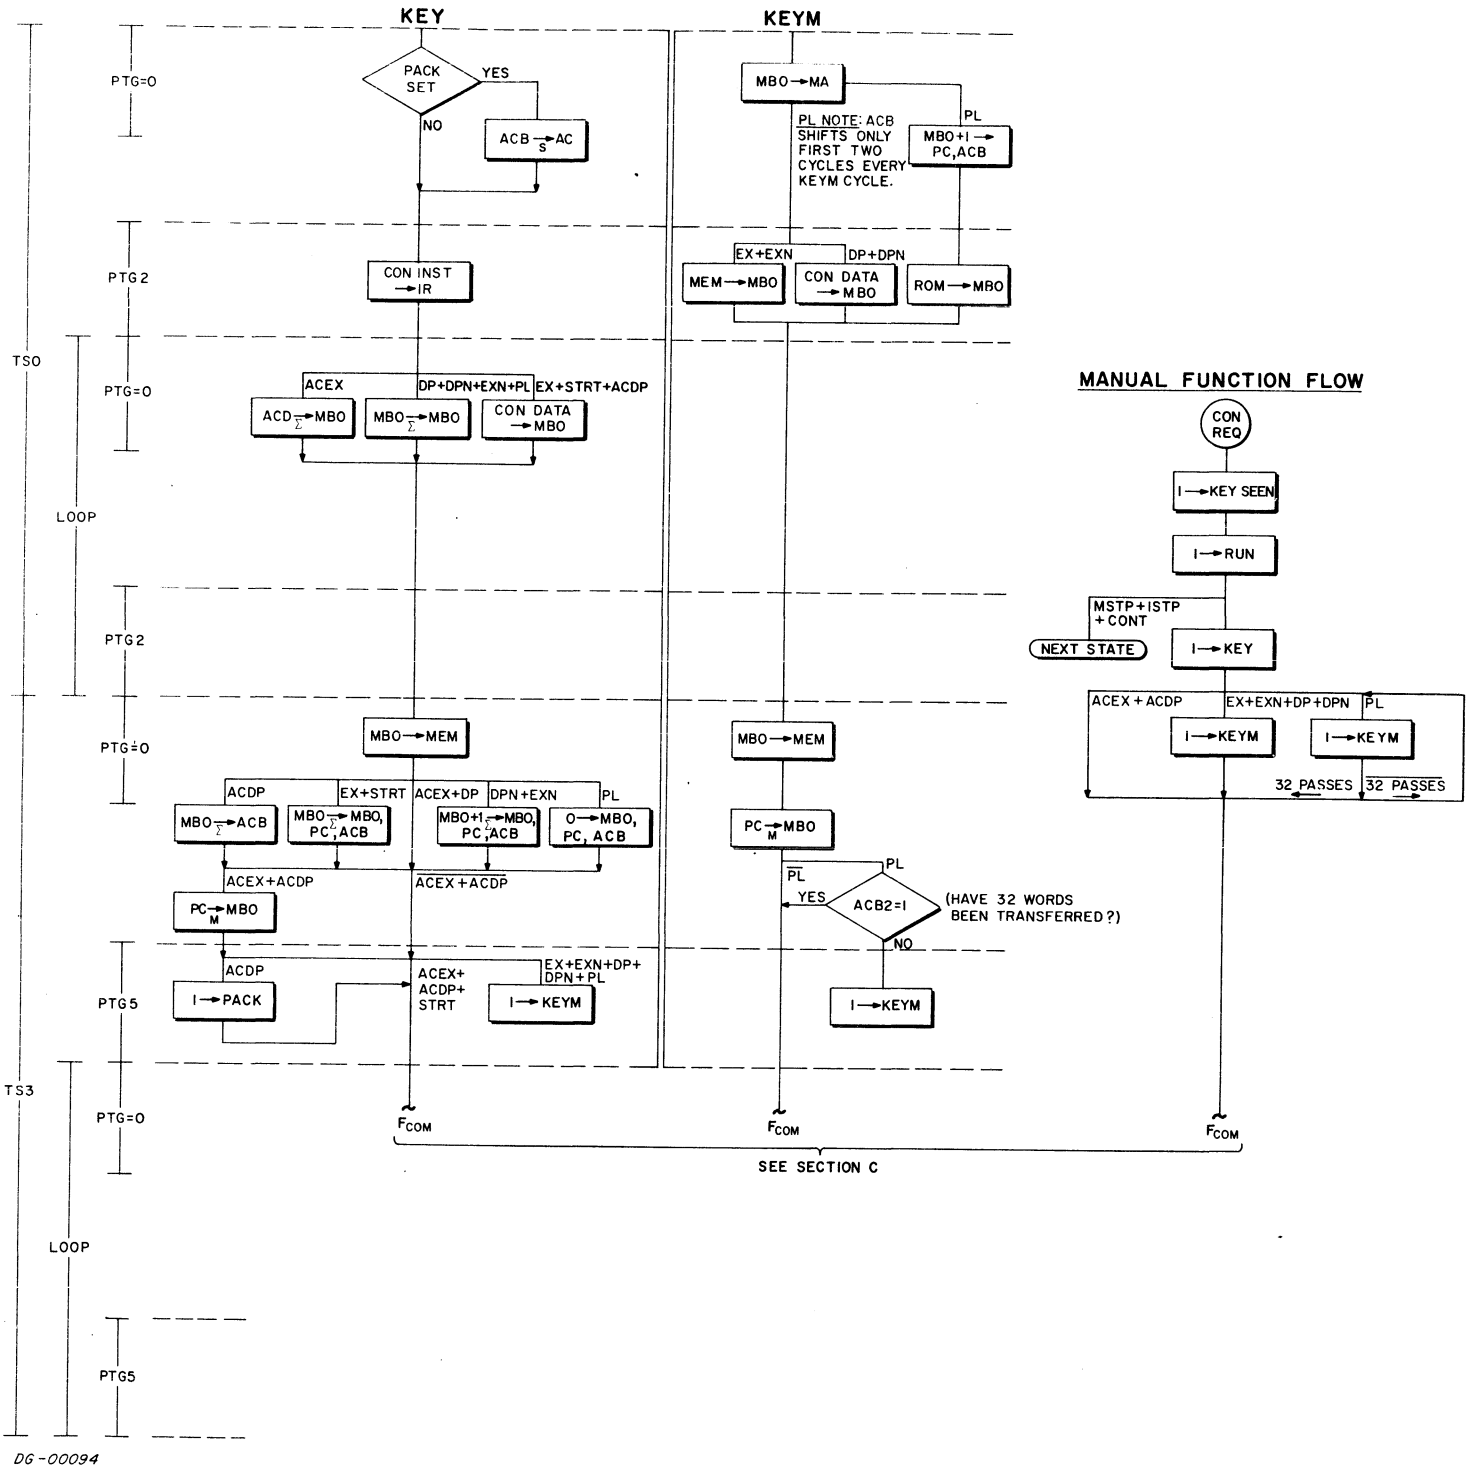 KEY
KEYM
PTG=0
PACK
SET
YES
NO
ACB → AC
S
MBO → MA
PL NOTE: ACB
SHIFTS ONLY
FIRST TWO
CYCLES EVERY
KEYM CYCLE.
PL
MBO+1 →
PC, ACB
PTG2
CON INST
→ IR
EX+EXN
DP+DPN
MEM → MBO
CON DATA
→ MBO
ROM → MBO
TS0
LOOP
PTG=0
ACEX
DP+DPN+EXN+PL
EX+STRT+ACDP
ACD → MBO
Σ
MBO → MBO
Σ
CON DATA
→ MBO
PTG2
MANUAL FUNCTION FLOW
CON
REQ
1 → KEY SEEN
1 → RUN
MSTP+ISTP
+ CONT
NEXT STATE
1 → KEY
ACEX + ACDP
EX+EXN+DP+DPN
PL
1 → KEYM
1 → KEYM
32 PASSES
32 PASSES
PTG=0
MBO → MEM
MBO → MEM
ACDP
EX+STRT
ACEX+DP
DPN+EXN
PL
MBO → ACB
Σ
MBO → MBO,
Σ
PC, ACB
MBO+1 → MBO,
Σ
PC, ACB
0 → MBO,
PC, ACB
PC → MBO
M
ACEX+ACDP
ACEX + ACDP
PC → MBO
M
PL
PL
YES
ACB2=1
(HAVE 32 WORDS
BEEN TRANSFERRED?)
NO
PTG5
ACDP
1 → PACK
ACEX+
ACDP+
STRT
EX+EXN+DP+
DPN+PL
1 → KEYM
1 → KEYM
TS3
LOOP
PTG=0
FCOM
FCOM
FCOM
SEE SECTION C
PTG5
DG-00094